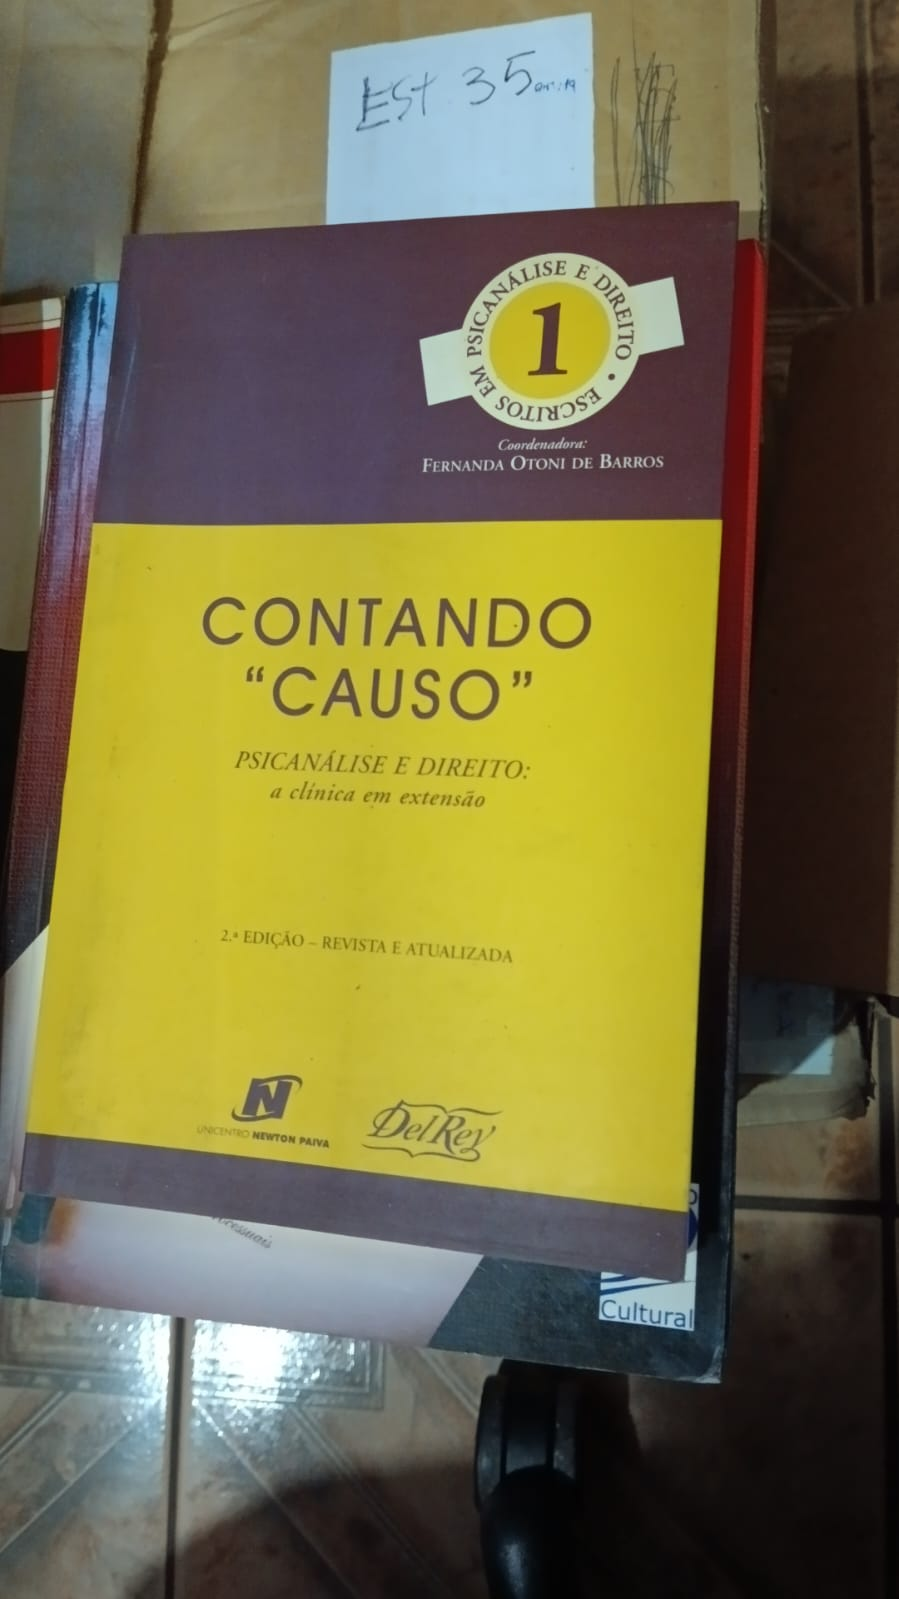 EST 35
ESCRITOS EM PSICANÁLISE E DIREITO •
1
Coordenadora:
FERNANDA OTONI DE BARROS
CONTANDO
“CAUSO”
PSICANÁLISE E DIREITO:
a clínica em extensão
2.ª EDIÇÃO – REVISTA E ATUALIZADA
N
UNICENTRO NEWTON PAIVA
DelRey
Cultural